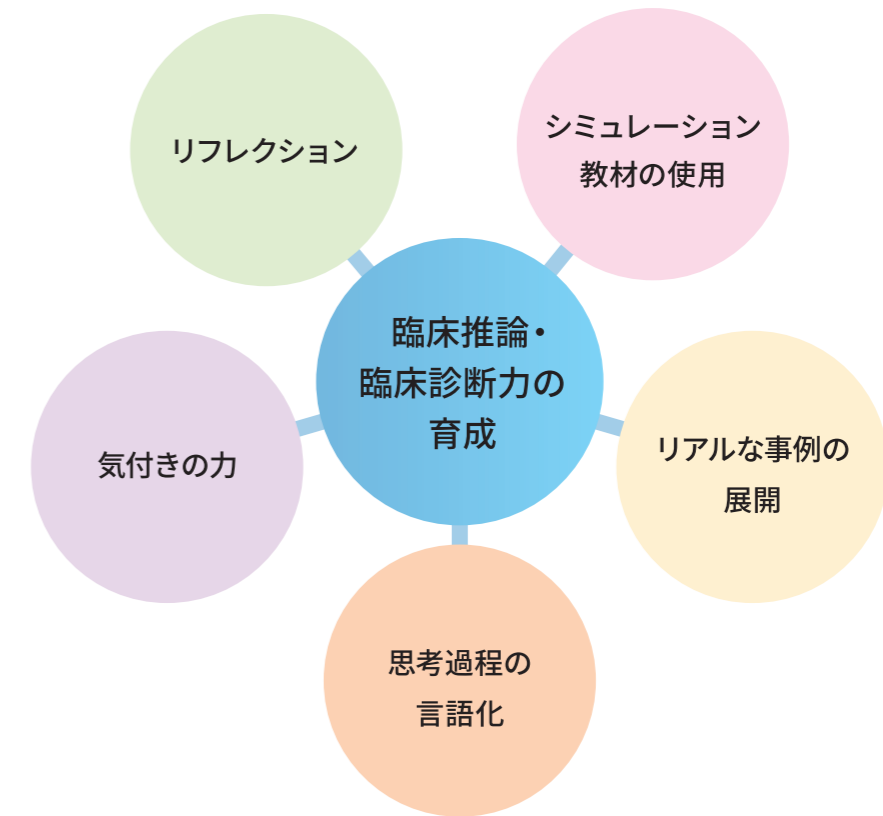 リフレクション
シミュレーション
教材の使用
臨床推論・
臨床診断力の
育成
気付きの力
リアルな事例の
展開
思考過程の
言語化